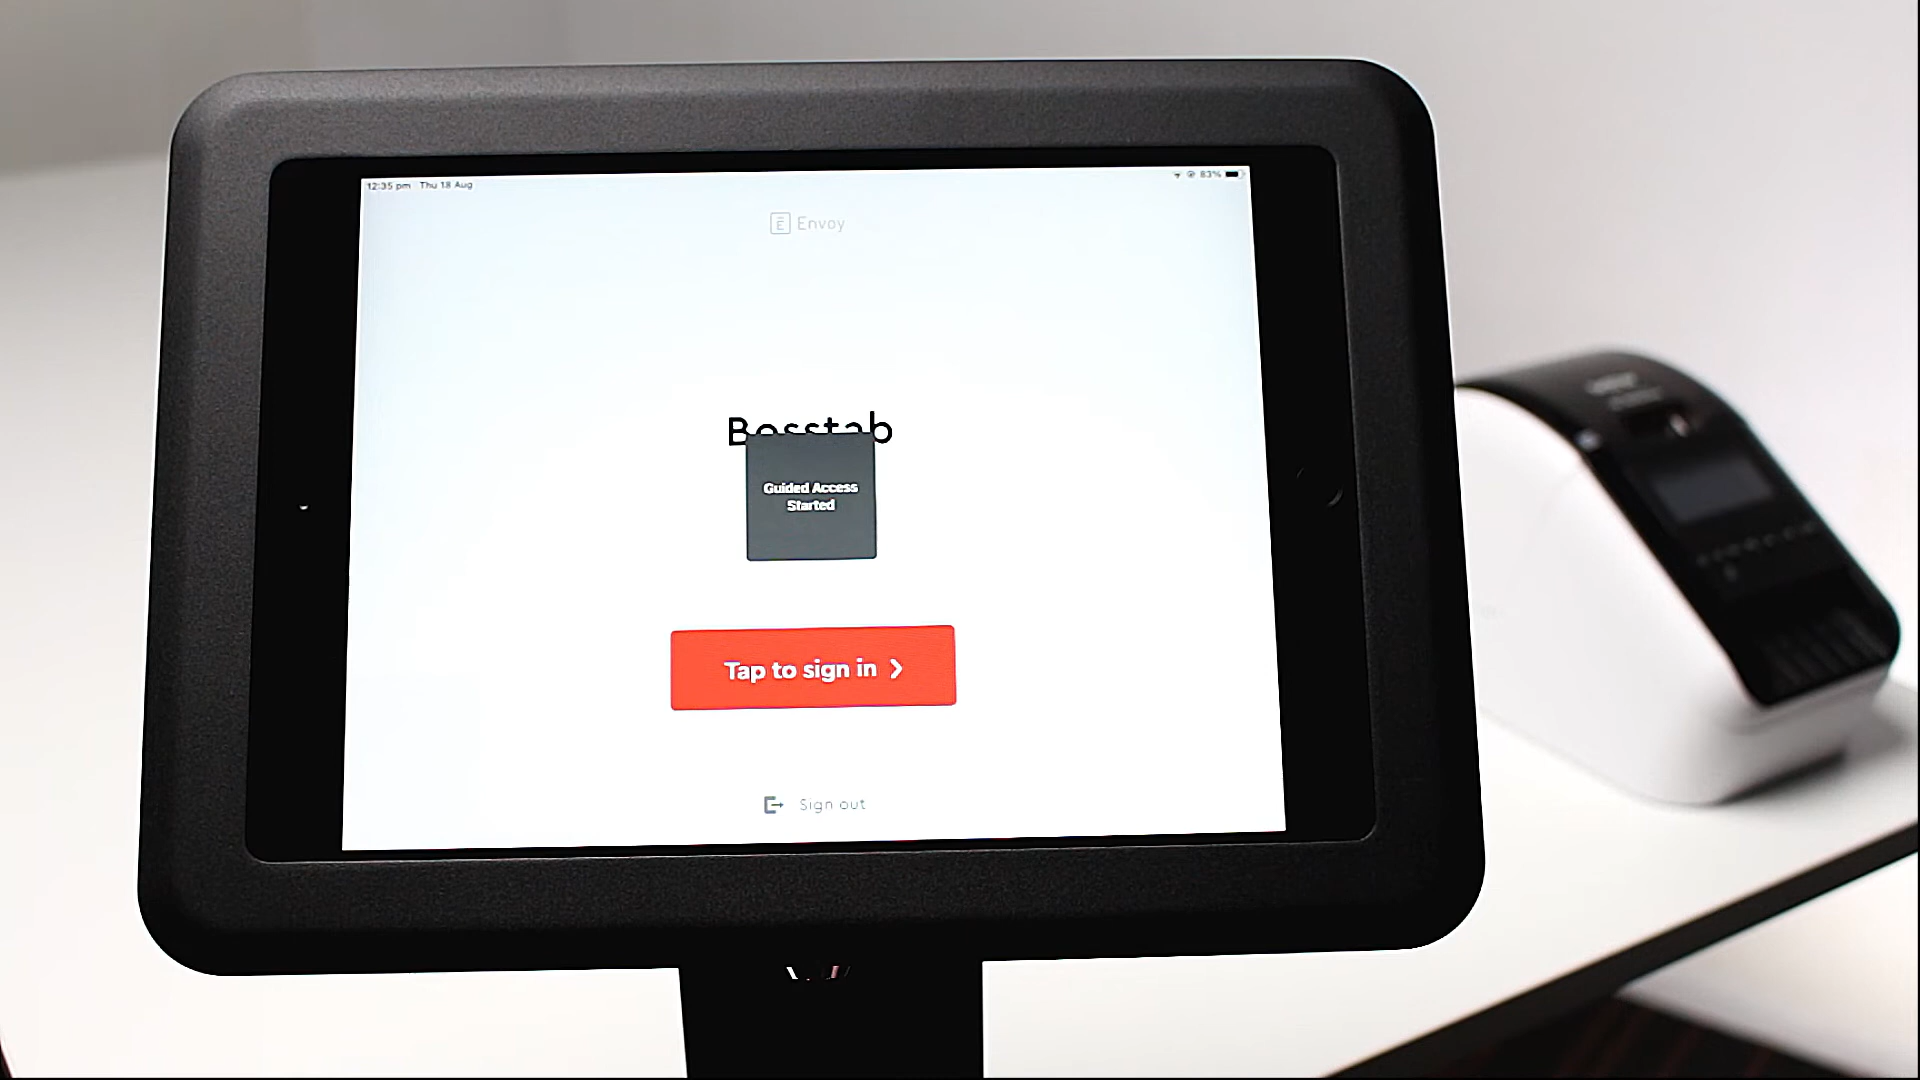 12:35 pm Thu 18 Aug
83%
E Envoy
Bosstab
Guided Access
Started
Tap to sign in
Sign out